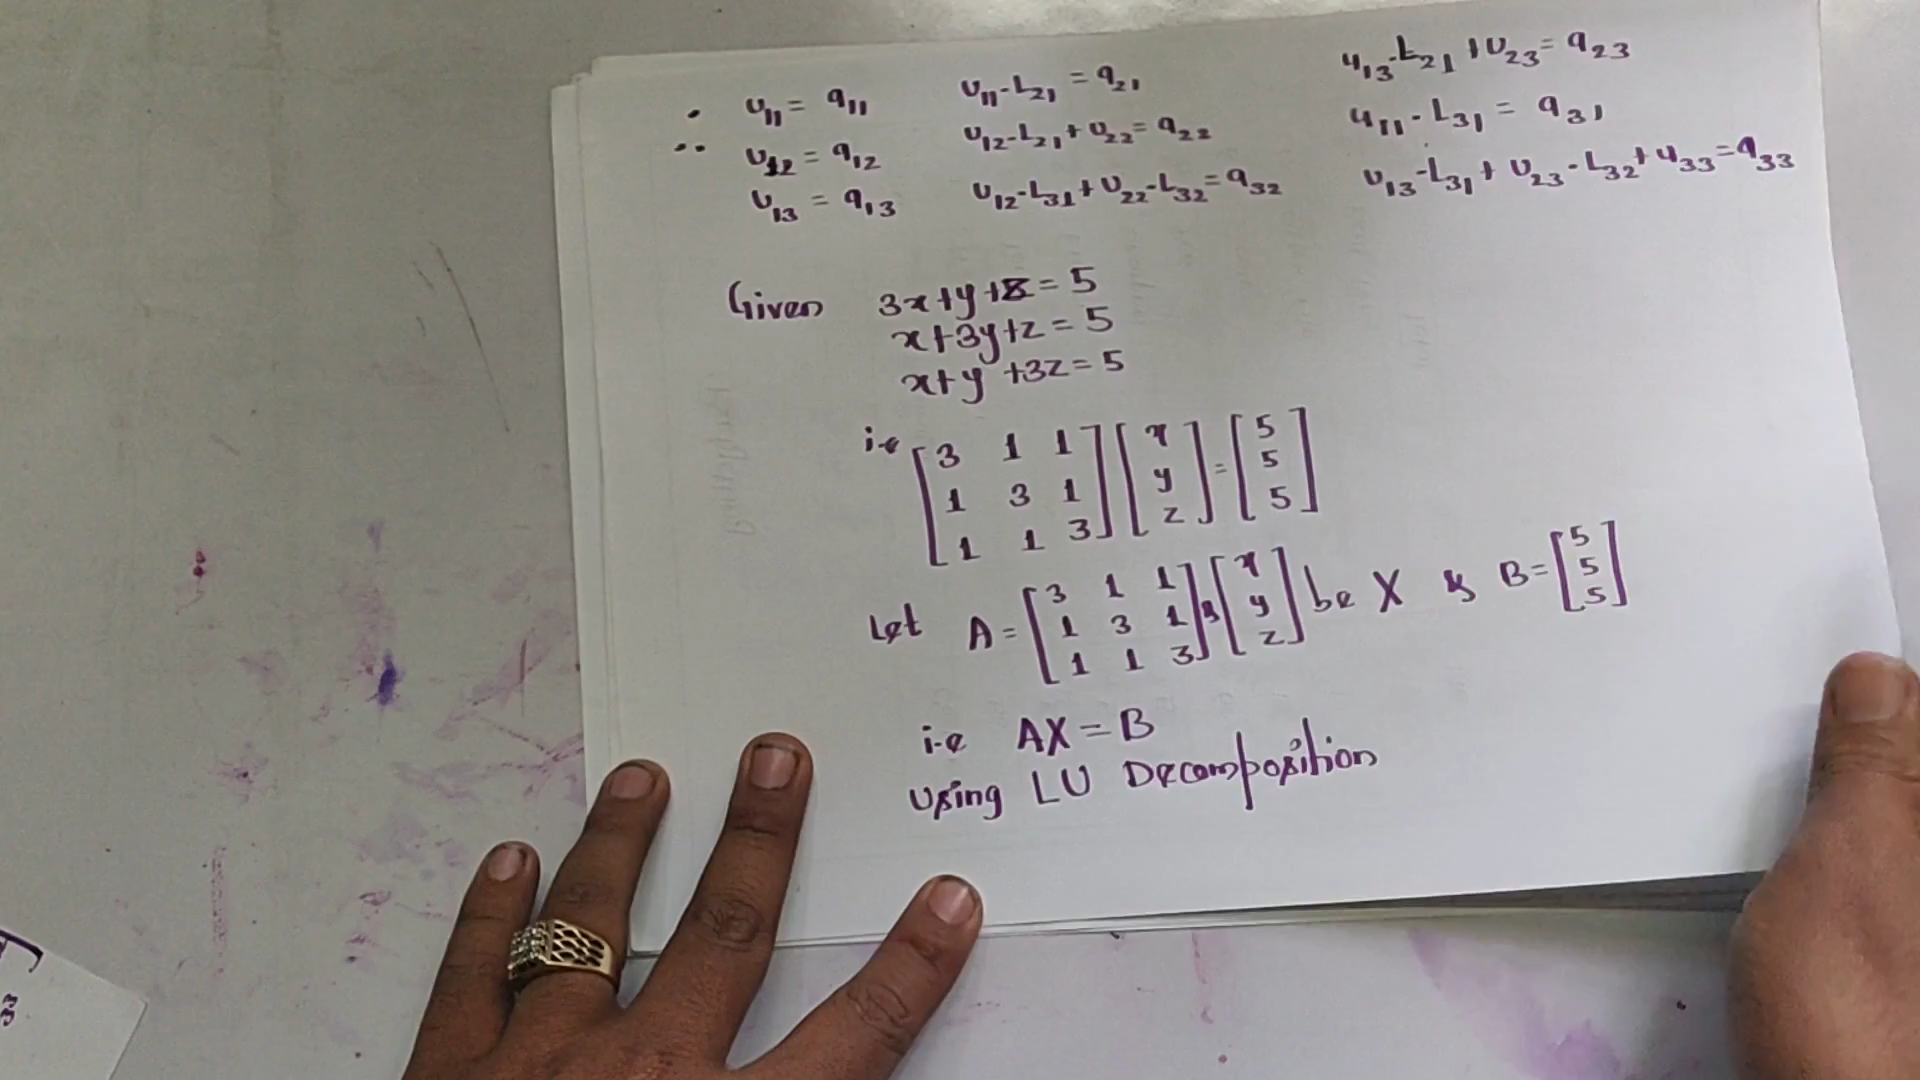 ∴ U11 = a11 U11-L21 = a21 U13-L21 + U23 = a23
U12 = a12 U12-L21 + U22 = a22 U11-L31 = a31
U13 = a13 U12-L31 + U22-L32 = a32 U13-L31 + U23-L32 + U33 = a33
Given 3x+y+z = 5
x+3y+z = 5
x+y+3z = 5
i.e [3 1 1; 1 3 1; 1 1 3] [x; y; z] = [5; 5; 5]
Let A = [3 1 1; 1 3 1; 1 1 3] & [x; y; z] be X & B = [5; 5; 5]
i.e AX = B
Using LU Decomposition